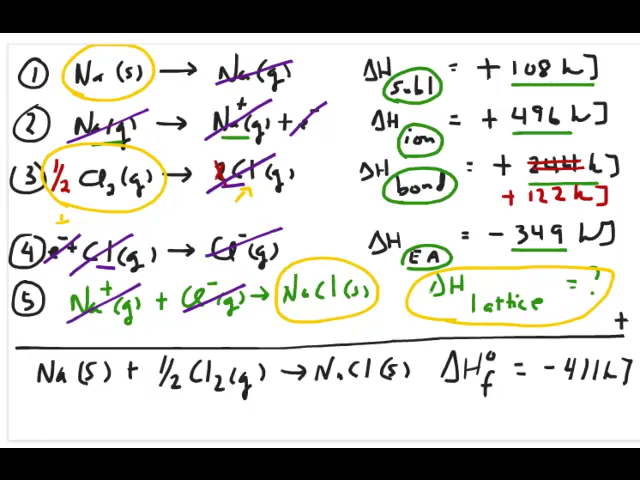 ① Na(s) → Na(g) ΔH subl = + 108 kJ
② Na(g) → Na⁺(g) + e⁻ ΔH ion = + 496 kJ
③ 1/2 Cl₂(g) → 2Cl(g) ΔH bond = + 244 kJ
+ 122 kJ
④ e⁻ + Cl(g) → Cl⁻(g) ΔH EA = - 349 kJ
⑤ Na⁺(g) + Cl⁻(g) → NaCl(s) ΔH lattice = ?
+
Na(s) + 1/2 Cl₂(g) → NaCl(s) ΔH°f = - 411 kJ